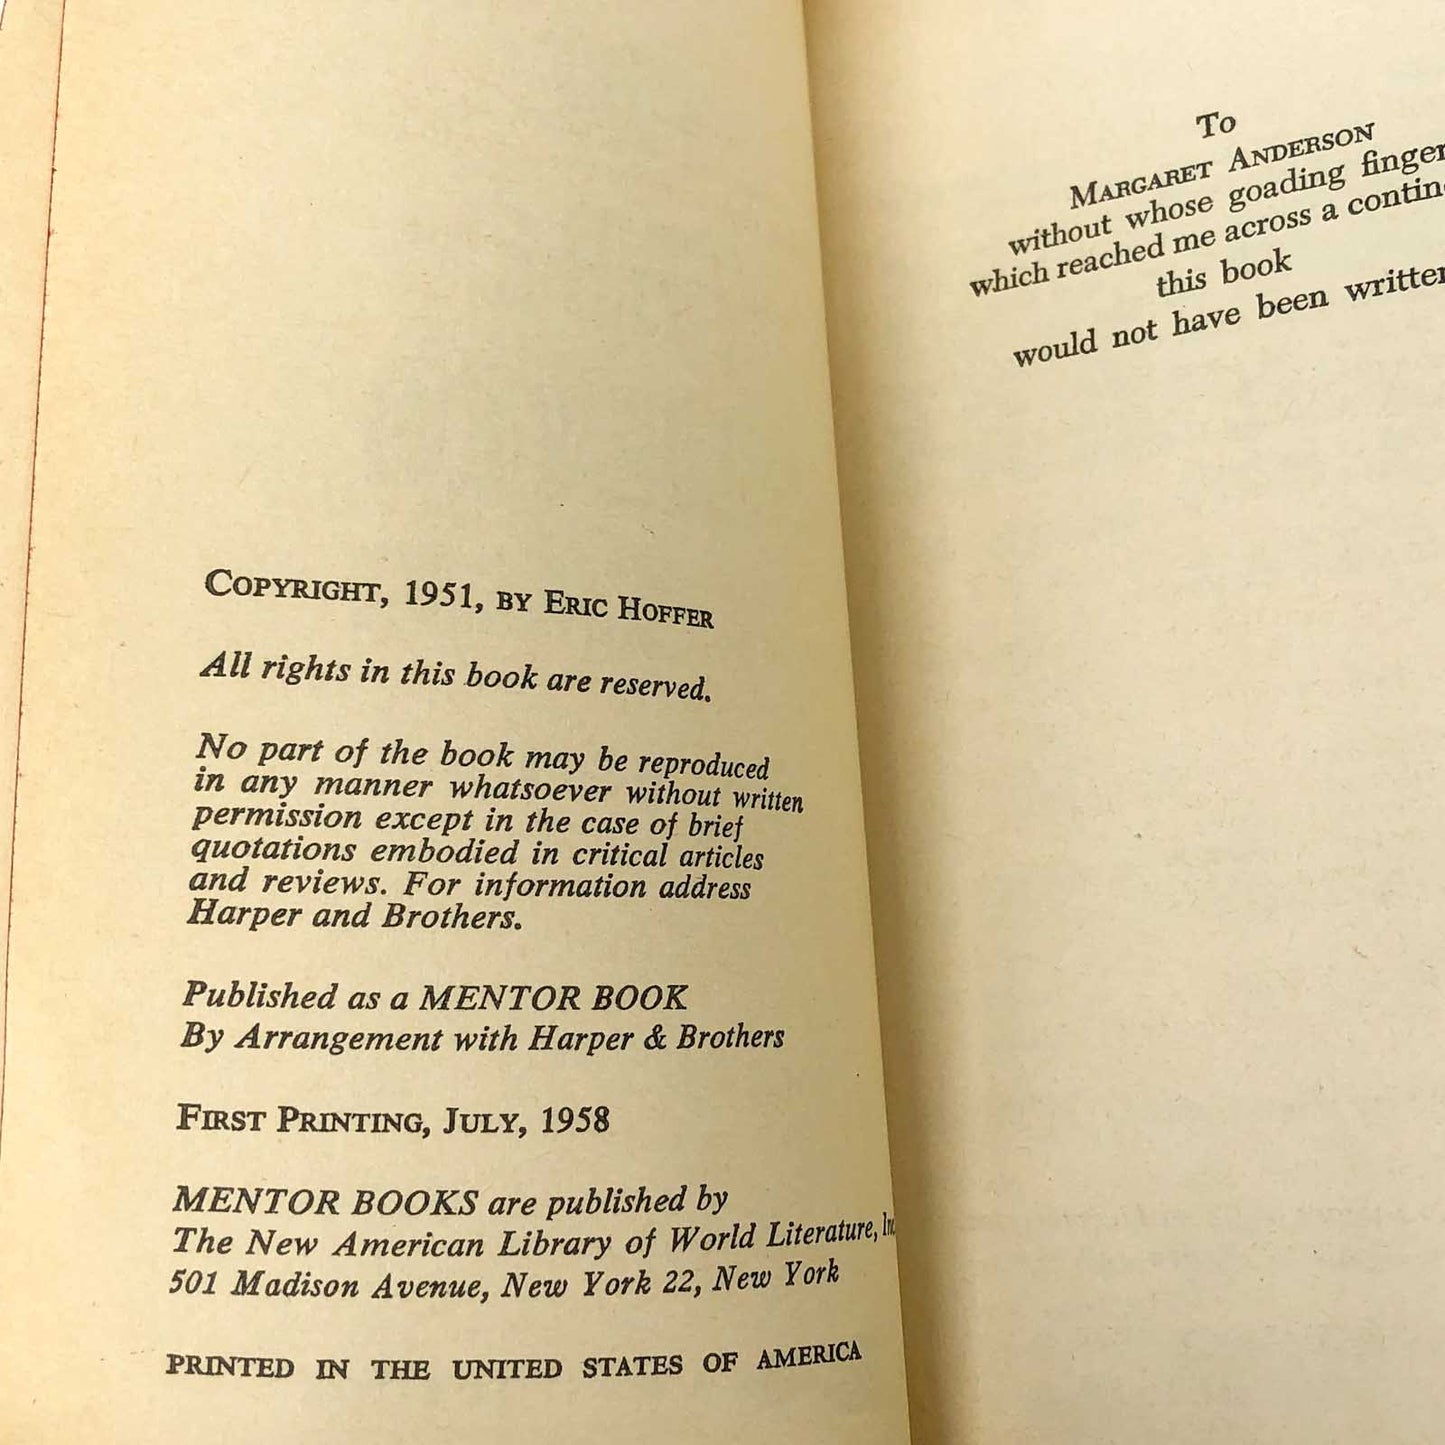 COPYRIGHT, 1951, BY ERIC HOFFER
All rights in this book are reserved.
No part of the book may be reproduced
in any manner whatsoever without written
permission except in the case of brief
quotations embodied in critical articles
and reviews. For information address
Harper and Brothers.
Published as a MENTOR BOOK
By Arrangement with Harper & Brothers
FIRST PRINTING, JULY, 1958
MENTOR BOOKS are published by
The New American Library of World Literature, Inc
501 Madison Avenue, New York 22, New York
PRINTED IN THE UNITED STATES OF AMERICA
To
MARGARET ANDERSON
without whose goading finger
which reached me across a
this book
would not have been written